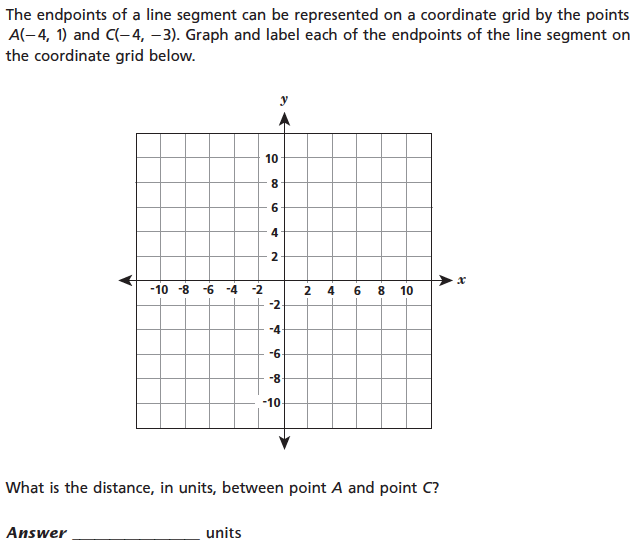 The endpoints of a line segment can be represented on a coordinate grid by the points
A(−4, 1) and C(−4, −3). Graph and label each of the endpoints of the line segment on
the coordinate grid below.
y
10
8
6
4
2
x
-10 -8 -6 -4 -2 2 4 6 8 10
-2
-4
-6
-8
-10
What is the distance, in units, between point A and point C?
Answer ________________ units